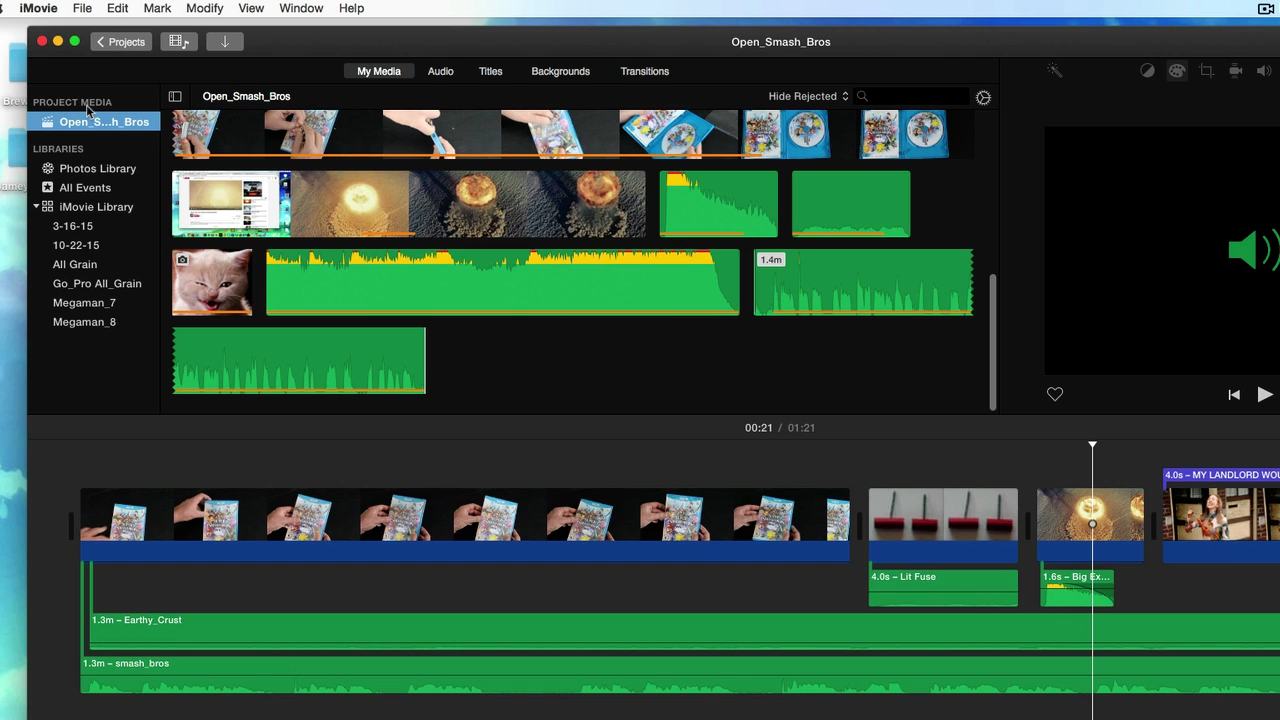 iMovie File Edit Mark Modify View Window Help
Projects
Open_Smash_Bros
My Media Audio Titles Backgrounds Transitions
PROJECT MEDIA
Open_S...h_Bros
LIBRARIES
Photos Library
All Events
iMovie Library
3-16-15
10-22-15
All Grain
Go_Pro All_Grain
Megaman_7
Megaman_8
Open_Smash_Bros
Hide Rejected
1.4m
00:21 / 01:21
4.0s – MY LANDLORD WOU
4.0s – Lit Fuse
1.6s – Big Ex...
1.3m – Earthy_Crust
1.3m – smash_bros